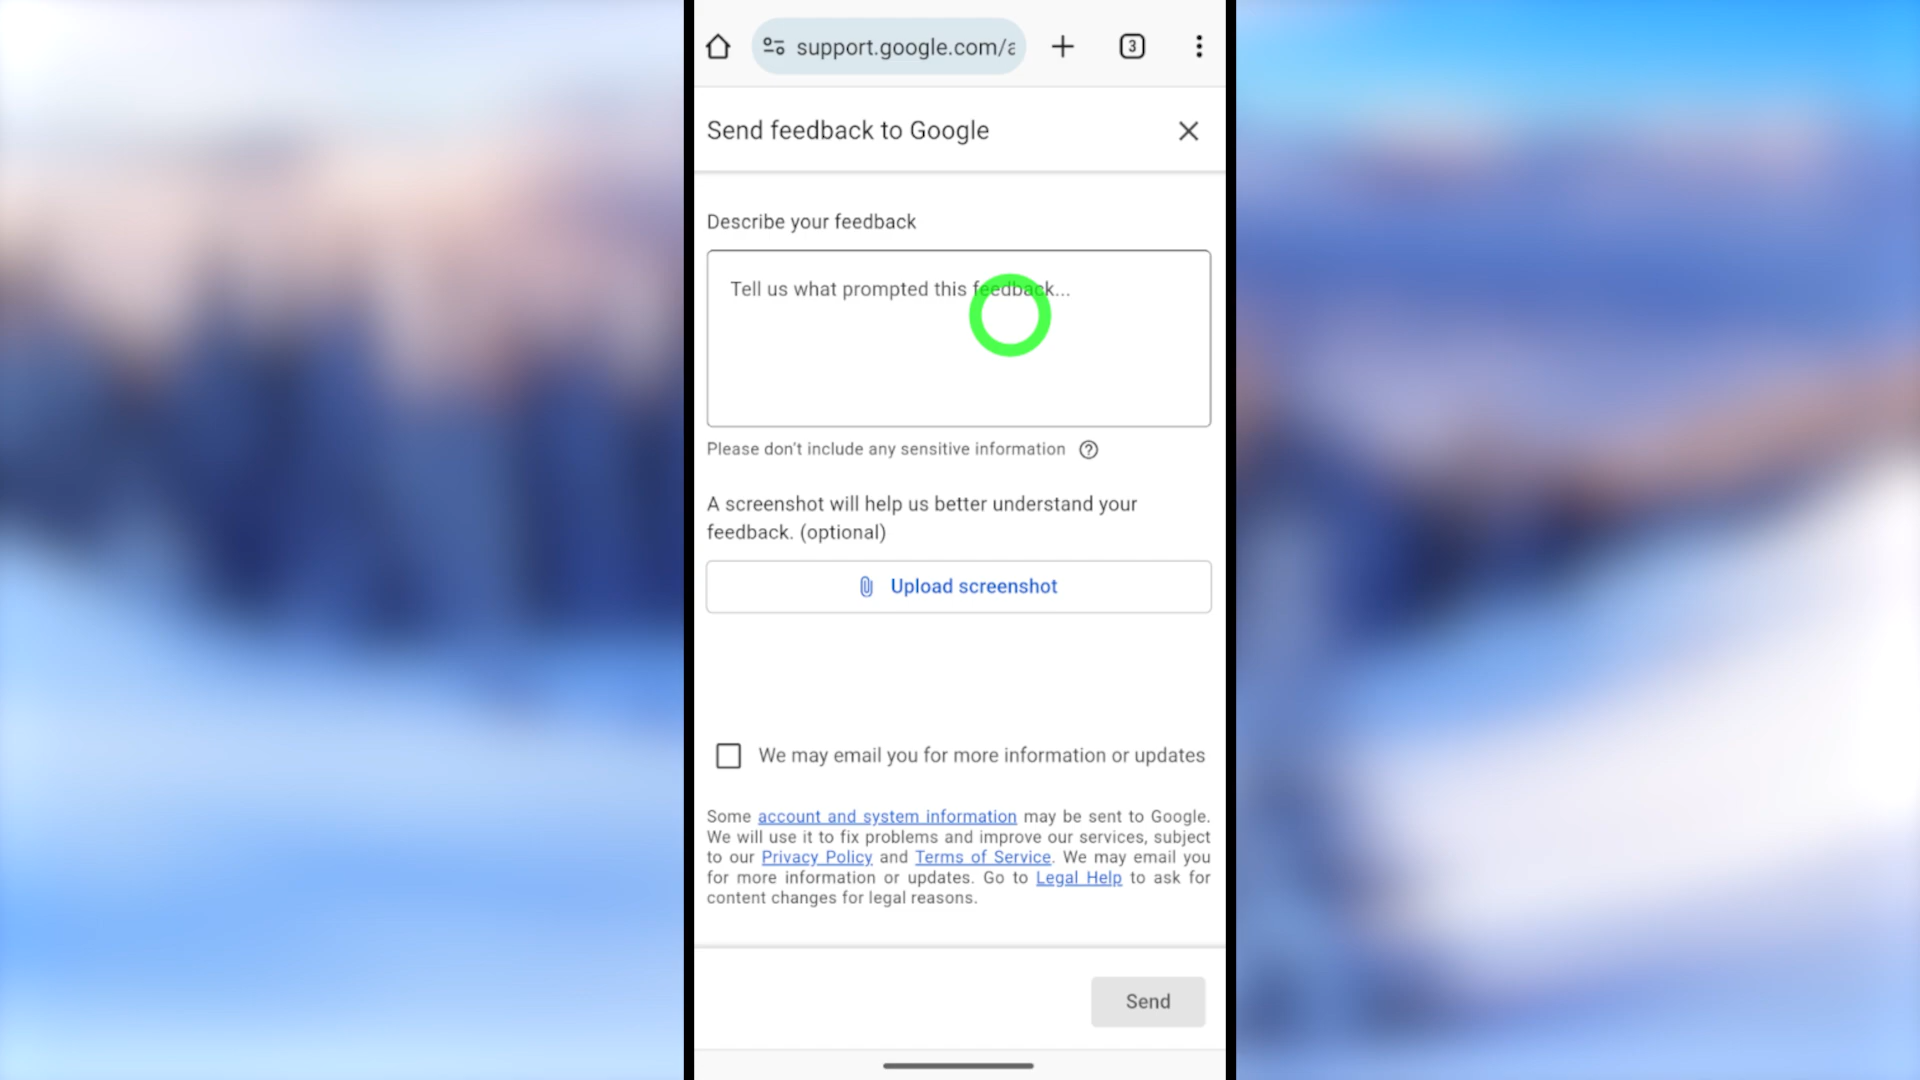 support.google.com/a
3
Send feedback to Google
Describe your feedback
Tell us what prompted this feedback...
Please don't include any sensitive information
A screenshot will help us better understand your
feedback. (optional)
Upload screenshot
We may email you for more information or updates
Some account and system information may be sent to Google.
We will use it to fix problems and improve our services, subject
to our Privacy Policy and Terms of Service. We may email you
for more information or updates. Go to Legal Help to ask for
content changes for legal reasons.
Send